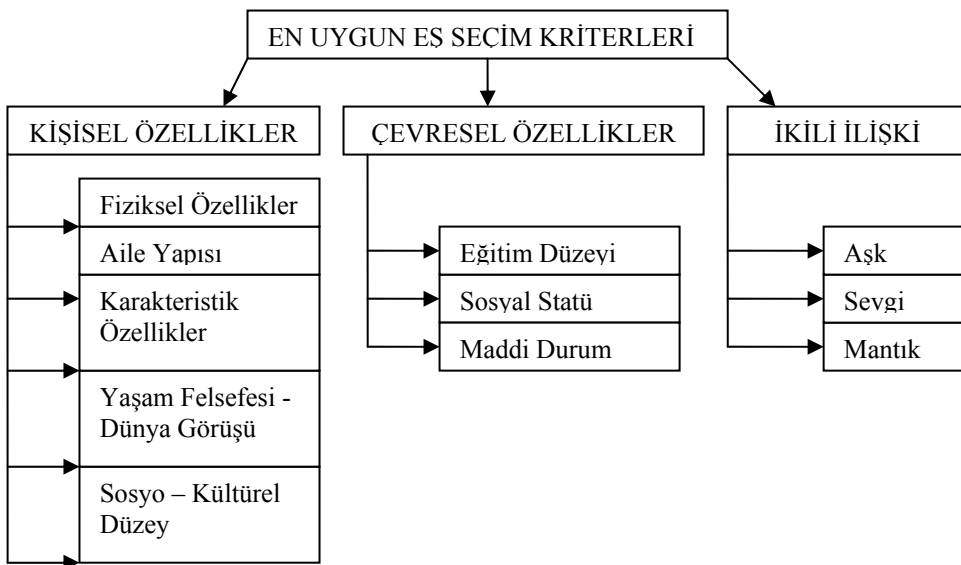 EN UYGUN EŞ SEÇİM KRİTERLERİ
KİŞİSEL ÖZELLİKLER
Fiziksel Özellikler
Aile Yapısı
Karakteristik
Özellikler
Yaşam Felsefesi -
Dünya Görüşü
Sosyo – Kültürel
Düzey
ÇEVRESEL ÖZELLİKLER
Eğitim Düzeyi
Sosyal Statü
Maddi Durum
İKİLİ İLİŞKİ
Aşk
Sevgi
Mantık